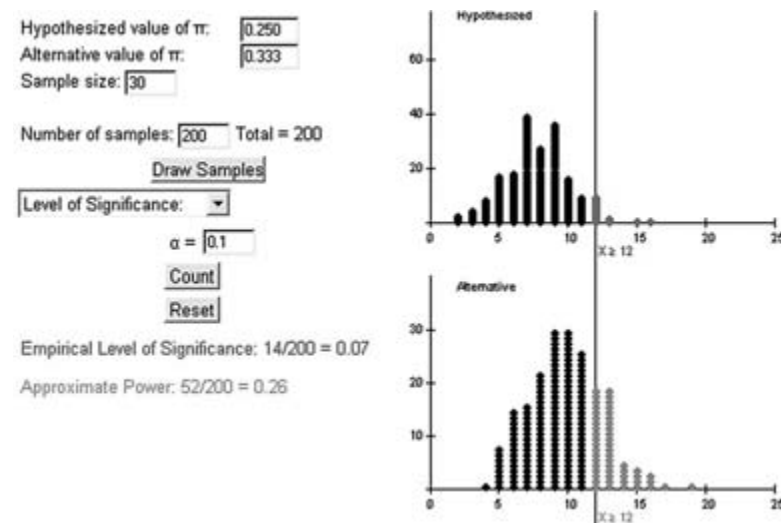 Hypothesized value of π: 0.250
Alternative value of π: 0.333
Sample size: 30
Number of samples: 200 Total = 200
Draw Samples
Level of Significance:
α = 0.1
Count
Reset
Empirical Level of Significance: 14/200 = 0.07
Approximate Power: 52/200 = 0.26
Hypothesized
60
40
20
0 5 10 15 20 25
X ≥ 12
Alternative
30
20
10
0 5 10 15 20 25
X ≥ 12